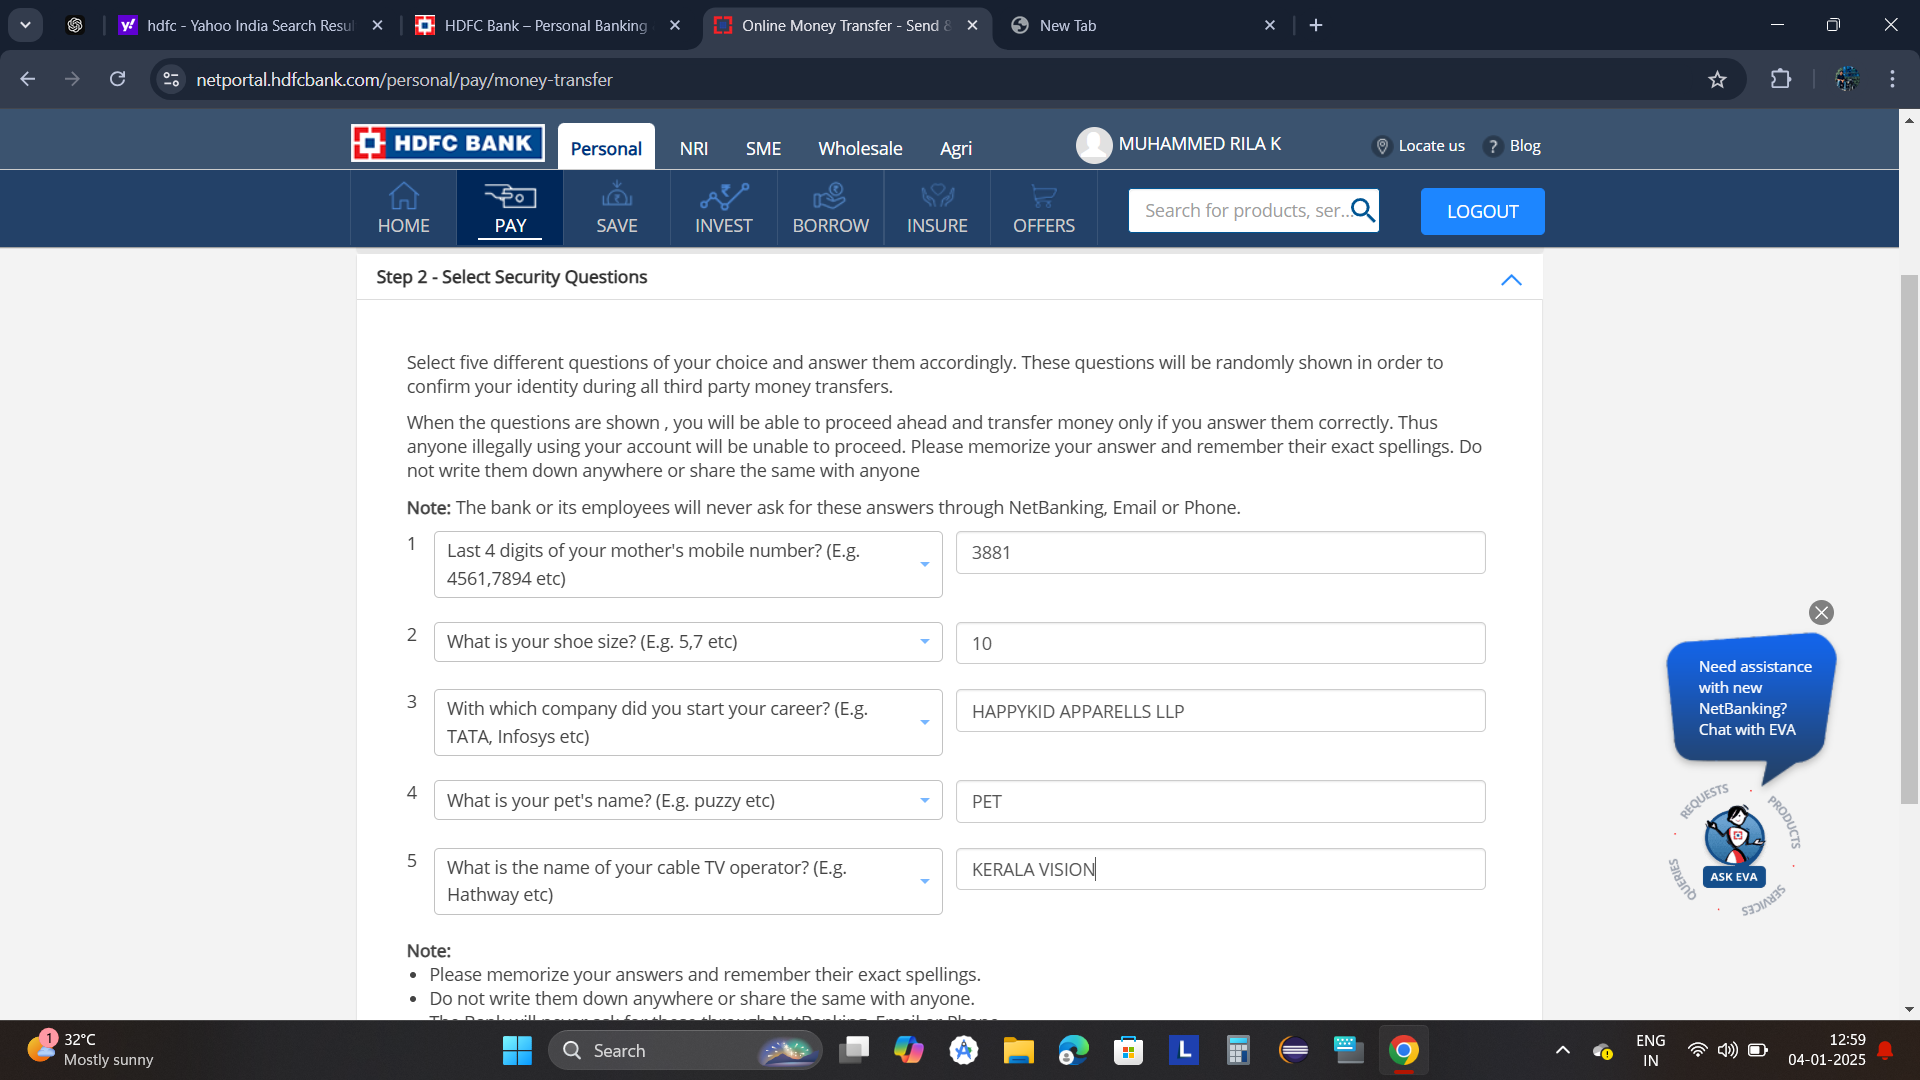 hdfc - Yahoo India Search Resul
HDFC Bank – Personal Banking
Online Money Transfer - Send &
New Tab
netportal.hdfcbank.com/personal/pay/money-transfer
HDFC BANK
Personal
NRI
SME
Wholesale
Agri
MUHAMMED RILA K
Locate us
? Blog
HOME
PAY
SAVE
INVEST
BORROW
INSURE
OFFERS
Search for products, ser...
LOGOUT
Step 2 - Select Security Questions
Select five different questions of your choice and answer them accordingly. These questions will be randomly shown in order to
confirm your identity during all third party money transfers.
When the questions are shown , you will be able to proceed ahead and transfer money only if you answer them correctly. Thus
anyone illegally using your account will be unable to proceed. Please memorize your answer and remember their exact spellings. Do
not write them down anywhere or share the same with anyone
Note: The bank or its employees will never ask for these answers through NetBanking, Email or Phone.
1
Last 4 digits of your mother's mobile number? (E.g.
4561,7894 etc)
3881
2
What is your shoe size? (E.g. 5,7 etc)
10
3
With which company did you start your career? (E.g.
TATA, Infosys etc)
HAPPYKID APPARELLS LLP
4
What is your pet's name? (E.g. puzzy etc)
PET
5
What is the name of your cable TV operator? (E.g.
Hathway etc)
KERALA VISION
Note:
• Please memorize your answers and remember their exact spellings.
• Do not write them down anywhere or share the same with anyone.
The Bank will never ask for these through NetBanking, Email or Phone
Need assistance
with new
NetBanking?
Chat with EVA
REQUESTS
PRODUCTS
QUERIES
SERVICES
ASK EVA
1
32°C
Mostly sunny
Search
L
ENG
IN
12:59
04-01-2025